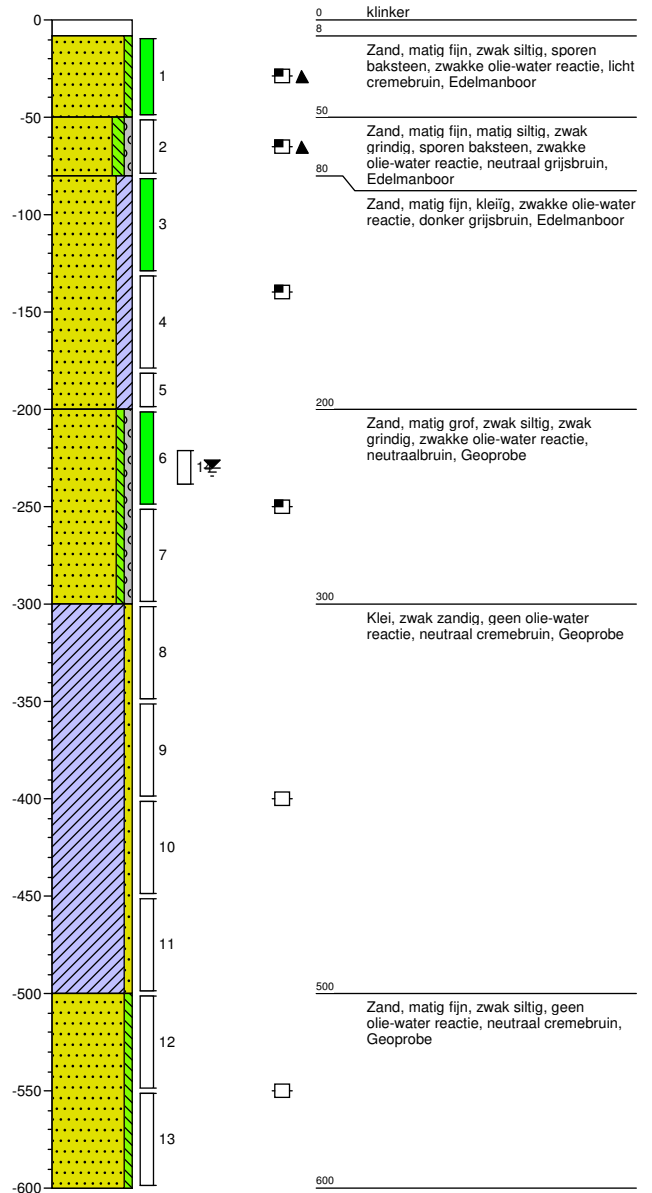 0
-50
-100
-150
-200
-250
-300
-350
-400
-450
-500
-550
-600
1
2
3
4
5
6
7
8
9
10
11
12
13
0
klinker
8
Zand, matig fijn, zwak siltig, sporen
baksteen, zwakke olie-water reactie, licht
cremebruin, Edelmanboor
50
Zand, matig fijn, matig siltig, zwak
grindig, sporen baksteen, zwakke
olie-water reactie, neutraal grijsbruin,
Edelmanboor
80
Zand, matig fijn, kleiïg, zwakke olie-water
reactie, donker grijsbruin, Edelmanboor
200
Zand, matig grof, zwak siltig, zwak
grindig, zwakke olie-water reactie,
neutraalbruin, Geoprobe
300
Klei, zwak zandig, geen olie-water
reactie, neutraal cremebruin, Geoprobe
500
Zand, matig fijn, zwak siltig, geen
olie-water reactie, neutraal cremebruin,
Geoprobe
600